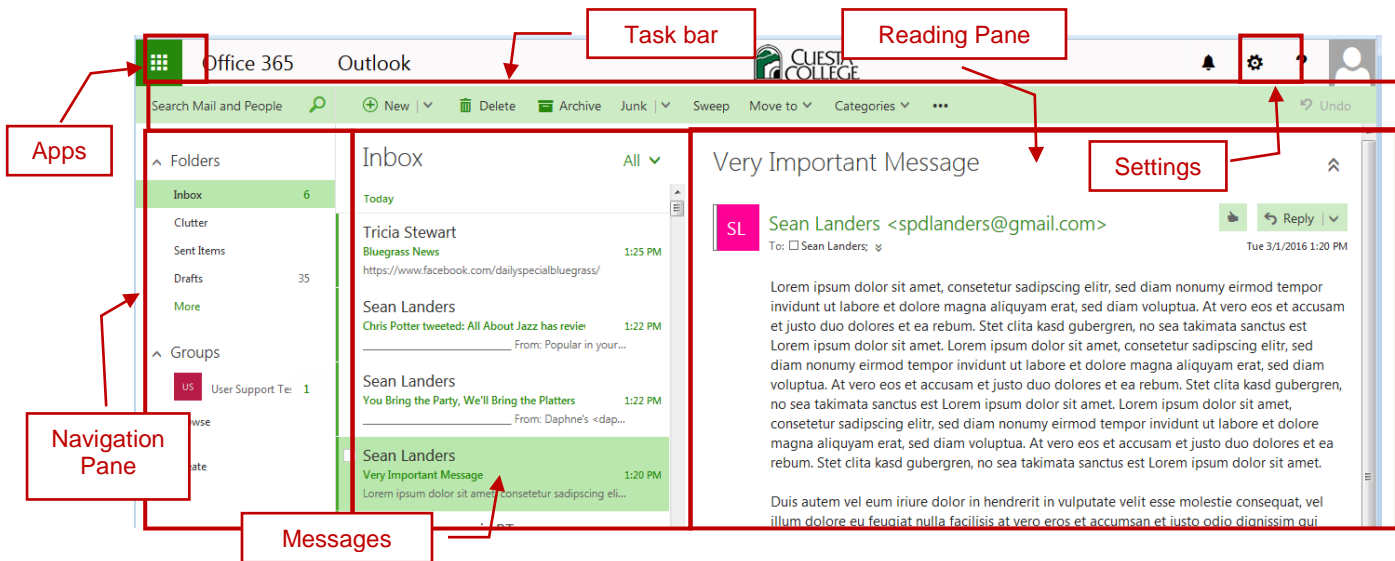 Task bar
Reading Pane
Office 365
Outlook
CUESTA
COLLEGE
?
Apps
Search Mail and People
New
Delete
Archive
Junk
Sweep
Move to
Categories
•••
Undo
Settings
Folders
Inbox 6
Clutter
Sent Items
Drafts 35
More
Groups
US User Support Te: 1
Navigation
Pane
Inbox
All
Today
Tricia Stewart
Bluegrass News 1:25 PM
https://www.facebook.com/dailyspecialbluegrass/
Sean Landers
Chris Potter tweeted: All About Jazz has revie 1:22 PM
From: Popular in your...
Sean Landers
You Bring the Party, We'll Bring the Platters 1:22 PM
From: Daphne's <dap...
Sean Landers
Very Important Message 1:20 PM
Lorem ipsum dolor sit amet, consetetur sadipscing eli...
Messages
Very Important Message
SL
Sean Landers <spdlanders@gmail.com>
Reply
To: Sean Landers;
Tue 3/1/2016 1:20 PM
Lorem ipsum dolor sit amet, consetetur sadipscing elitr, sed diam nonumy eirmod tempor
invidunt ut labore et dolore magna aliquyam erat, sed diam voluptua. At vero eos et accusam
et justo duo dolores et ea rebum. Stet clita kasd gubergren, no sea takimata sanctus est
Lorem ipsum dolor sit amet. Lorem ipsum dolor sit amet, consetetur sadipscing elitr, sed
diam nonumy eirmod tempor invidunt ut labore et dolore magna aliquyam erat, sed diam
voluptua. At vero eos et accusam et justo duo dolores et ea rebum. Stet clita kasd gubergren,
no sea takimata sanctus est Lorem ipsum dolor sit amet. Lorem ipsum dolor sit amet,
consetetur sadipscing elitr, sed diam nonumy eirmod tempor invidunt ut labore et dolore
magna aliquyam erat, sed diam voluptua. At vero eos et accusam et justo duo dolores et ea
rebum. Stet clita kasd gubergren, no sea takimata sanctus est Lorem ipsum dolor sit amet.
Duis autem vel eum iriure dolor in hendrerit in vulputate velit esse molestie consequat, vel
illum dolore eu feugiat nulla facilisis at vero eros et accumsan et iusto odio dignissim qui